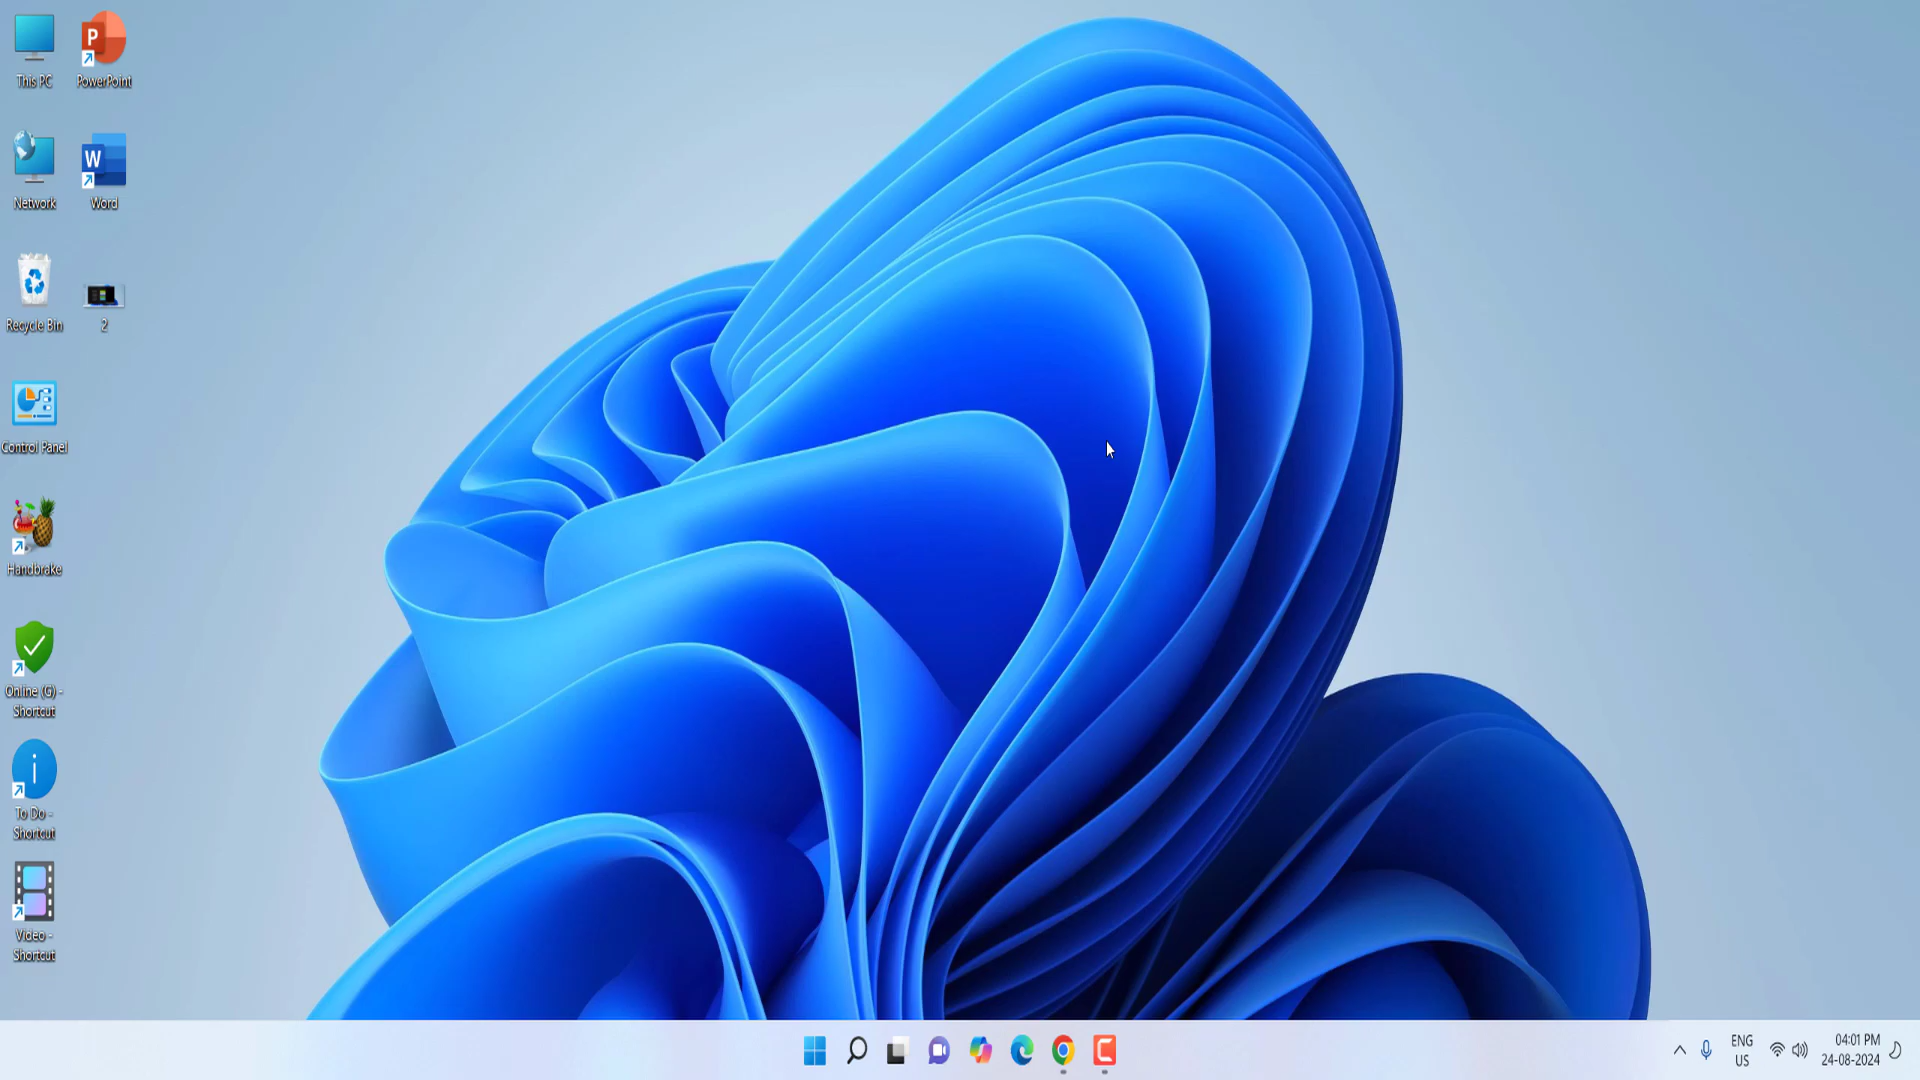 This PC
P
PowerPoint
Network
W
Word
Recycle Bin
2
Control Panel
Handbrake
Online (G) -
Shortcut
To Do -
Shortcut
Video -
Shortcut
ENG
US
04:01 PM
24-08-2024